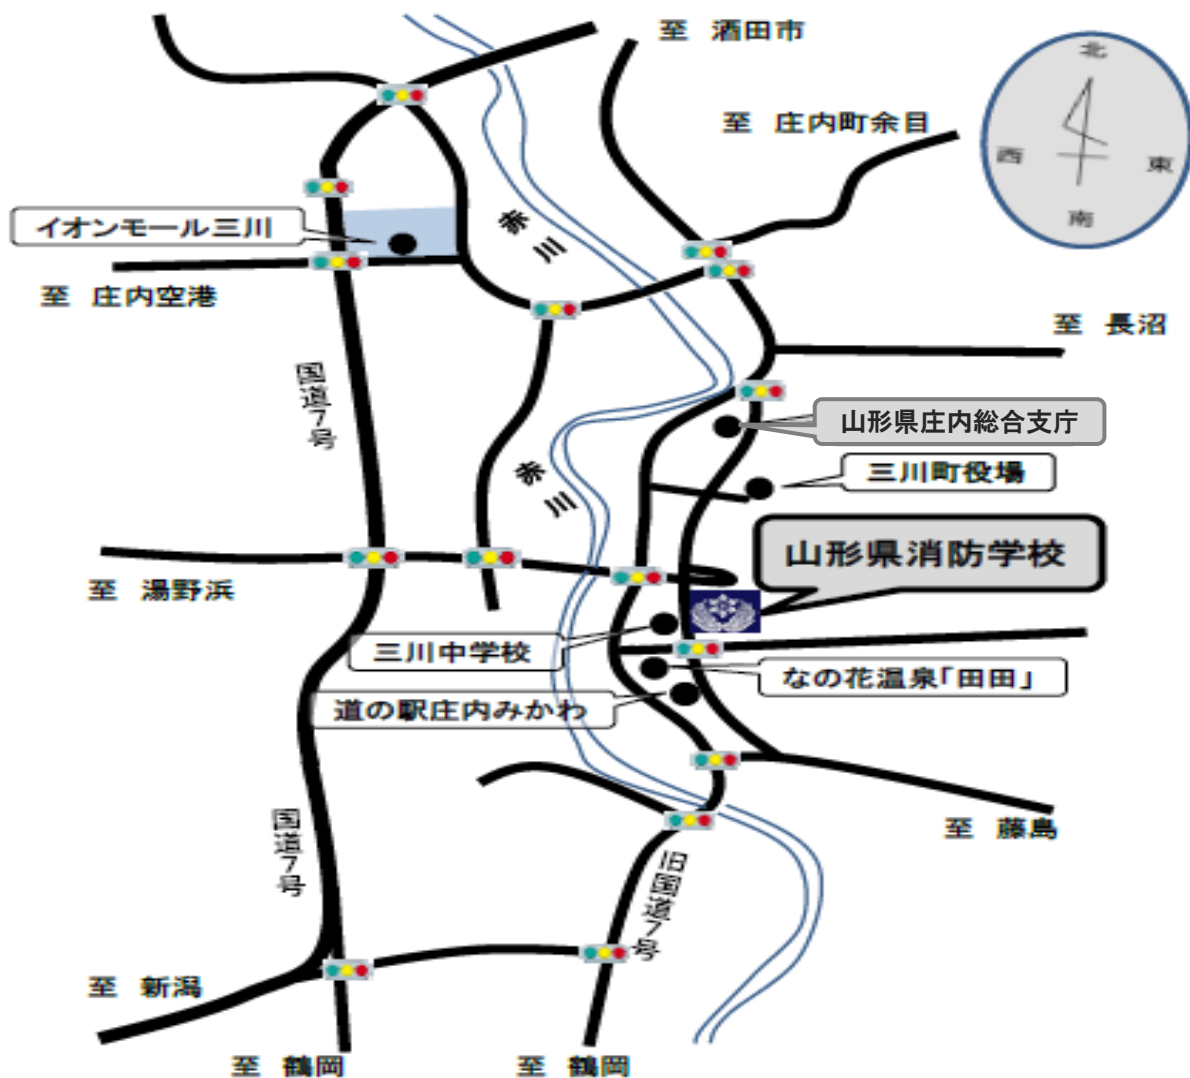 至 酒田市
北
至 庄内町余目
西
東
南
イオンモール三川
赤川
至 庄内空港
至 長沼
国道7号
山形県庄内総合支庁
三川町役場
赤川
山形県消防学校
至 湯野浜
三川中学校
なの花温泉「田田」
道の駅庄内みかわ
至 藤島
国道7号
旧国道7号
至 新潟
至 鶴岡
至 鶴岡